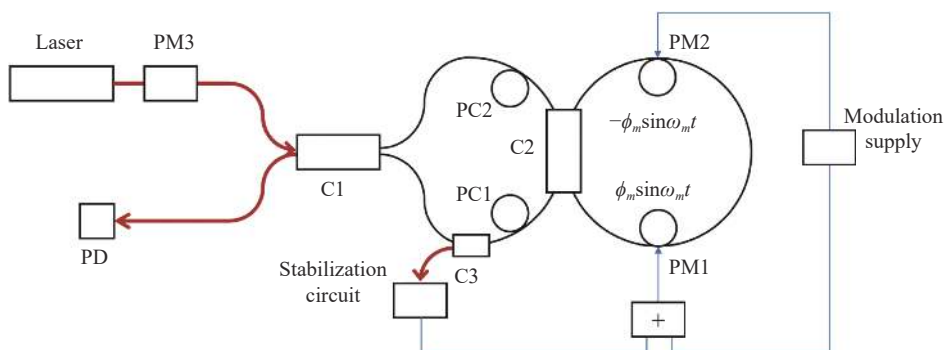 Laser
PM3
PM2
PC2
−ϕₘsinωₘt
Modulation
supply
C2
C1
PC1
ϕₘsinωₘt
PD
C3
PM1
Stabilization
circuit
+